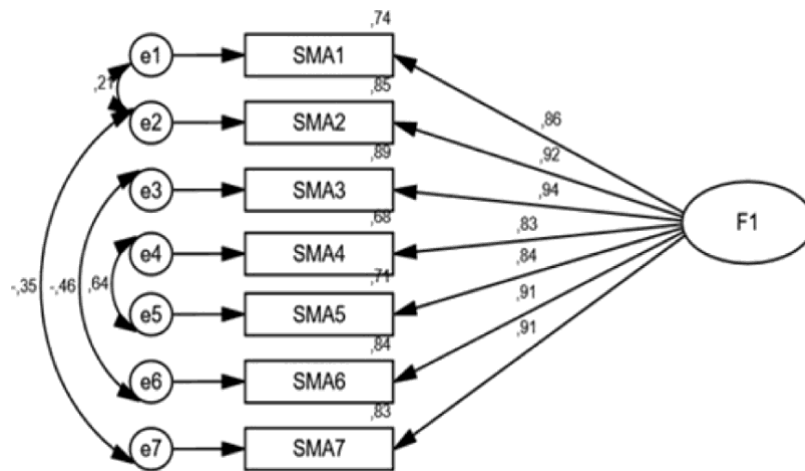 ,74
e1 SMA1
,21 ,85 ,86
e2 SMA2
,89 ,92
e3 SMA3 ,94
,68
e4 SMA4 ,83 F1
-,35 -,46 ,64 ,71 ,84
e5 SMA5 ,91
,84 ,91
e6 SMA6
,83
e7 SMA7